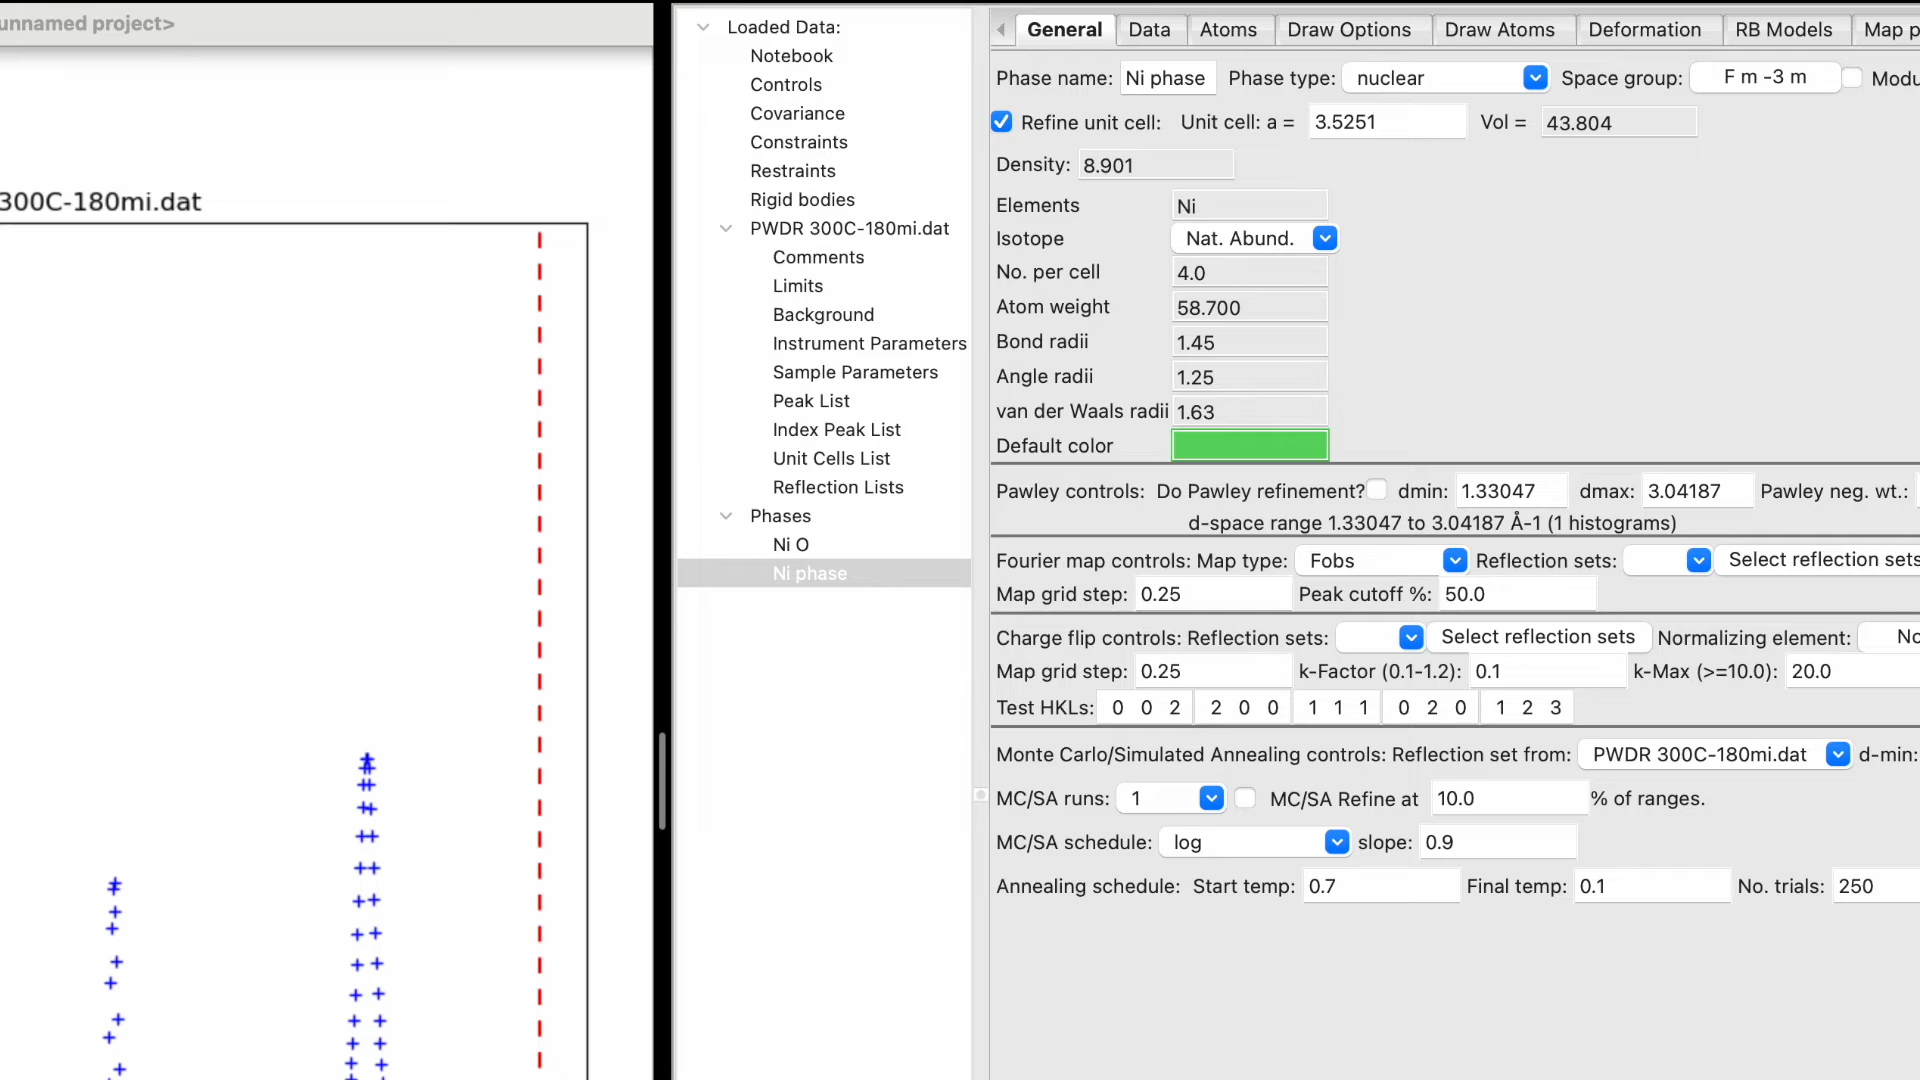 unnamed project>
300C-180mi.dat
Loaded Data:
Notebook
Controls
Covariance
Constraints
Restraints
Rigid bodies
PWDR 300C-180mi.dat
Comments
Limits
Background
Instrument Parameters
Sample Parameters
Peak List
Index Peak List
Unit Cells List
Reflection Lists
Phases
Ni O
Ni phase
General Data Atoms Draw Options Draw Atoms Deformation RB Models Map p
Phase name: Ni phase Phase type: nuclear Space group: F m -3 m Modu
Refine unit cell: Unit cell: a = 3.5251 Vol = 43.804
Density: 8.901
Elements Ni
Isotope Nat. Abund.
No. per cell 4.0
Atom weight 58.700
Bond radii 1.45
Angle radii 1.25
van der Waals radii 1.63
Default color
Pawley controls: Do Pawley refinement? dmin: 1.33047 dmax: 3.04187 Pawley neg. wt.:
d-space range 1.33047 to 3.04187 Å-1 (1 histograms)
Fourier map controls: Map type: Fobs Reflection sets: Select reflection sets
Map grid step: 0.25 Peak cutoff %: 50.0
Charge flip controls: Reflection sets: Select reflection sets Normalizing element: No
Map grid step: 0.25 k-Factor (0.1-1.2): 0.1 k-Max (>=10.0): 20.0
Test HKLs: 0 0 2 2 0 0 1 1 1 0 2 0 1 2 3
Monte Carlo/Simulated Annealing controls: Reflection set from: PWDR 300C-180mi.dat d-min:
MC/SA runs: 1 MC/SA Refine at 10.0 % of ranges.
MC/SA schedule: log slope: 0.9
Annealing schedule: Start temp: 0.7 Final temp: 0.1 No. trials: 250